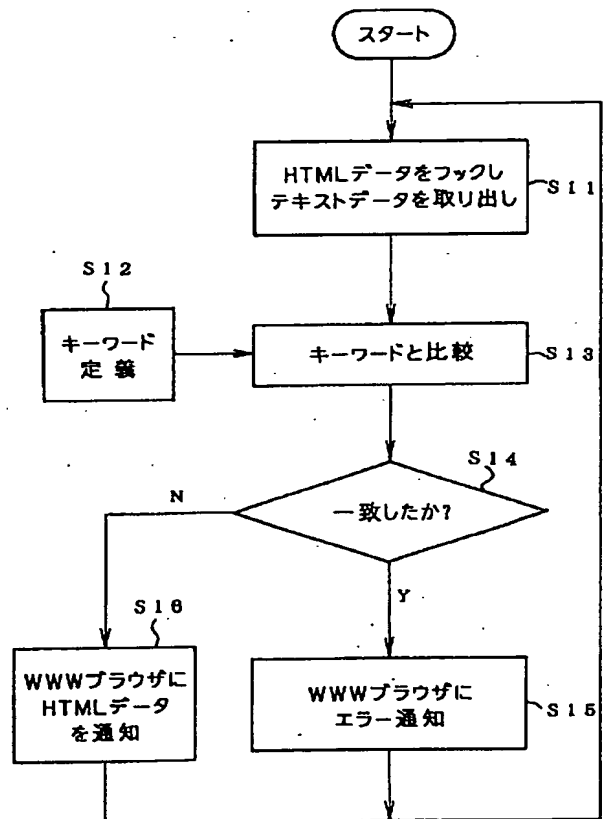 スタート
HTMLデータをフックし
テキストデータを取り出し
S11
S12
キーワード
定義
キーワードと比較
S13
S14
一致したか?
N
Y
S16
WWWブラウザに
HTMLデータ
を通知
WWWブラウザに
エラー通知
S15